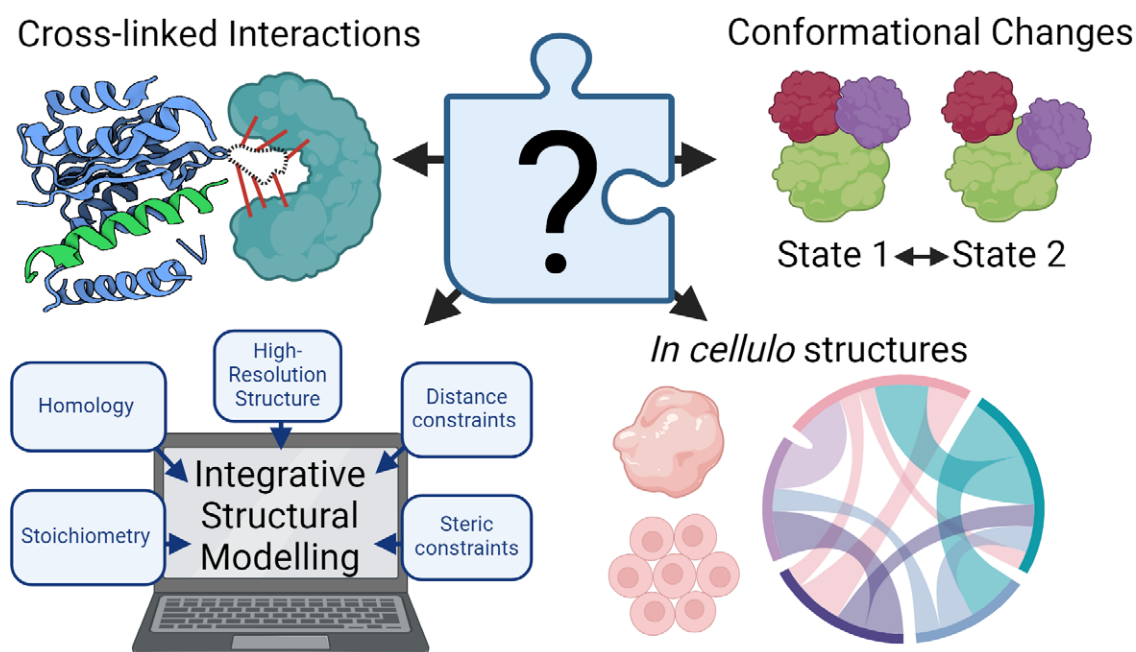 Cross-linked Interactions
?
Conformational Changes
State 1
State 2
In cellulo structures
Homology
High-
Resolution
Structure
Distance
constraints
Stoichiometry
Integrative
Structural
Modelling
Steric
constraints